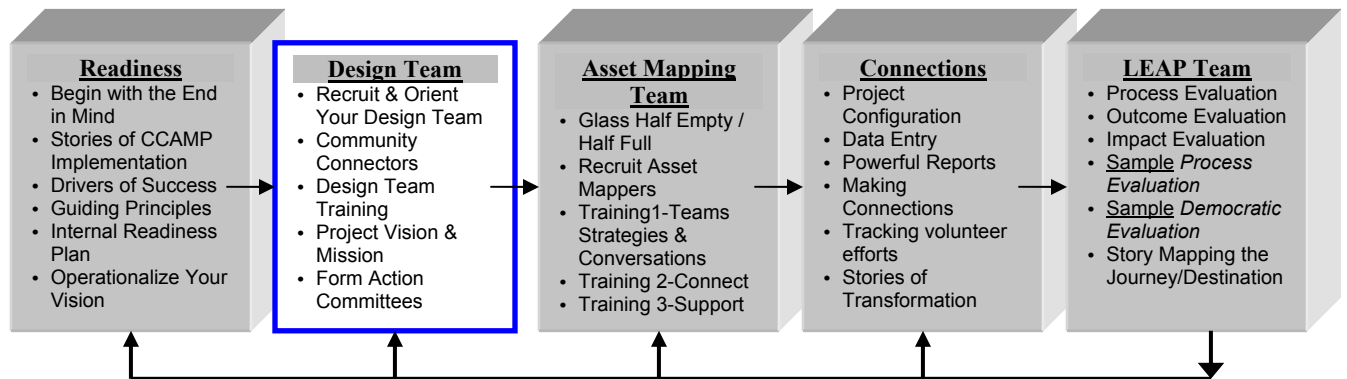 Readiness
• Begin with the End
in Mind
• Stories of CCAMP
Implementation
• Drivers of Success
• Guiding Principles
• Internal Readiness
Plan
• Operationalize Your
Vision
Design Team
• Recruit & Orient
Your Design Team
• Community
Connectors
• Design Team
Training
• Project Vision &
Mission
• Form Action
Committees
Asset Mapping
Team
• Glass Half Empty /
Half Full
• Recruit Asset
Mappers
• Training1-Teams
Strategies &
Conversations
• Training 2-Connect
• Training 3-Support
Connections
• Project
Configuration
• Data Entry
• Powerful Reports
• Making
Connections
• Tracking volunteer
efforts
• Stories of
Transformation
LEAP Team
• Process Evaluation
• Outcome Evaluation
• Impact Evaluation
• Sample Process
Evaluation
• Sample Democratic
Evaluation
• Story Mapping the
Journey/Destination